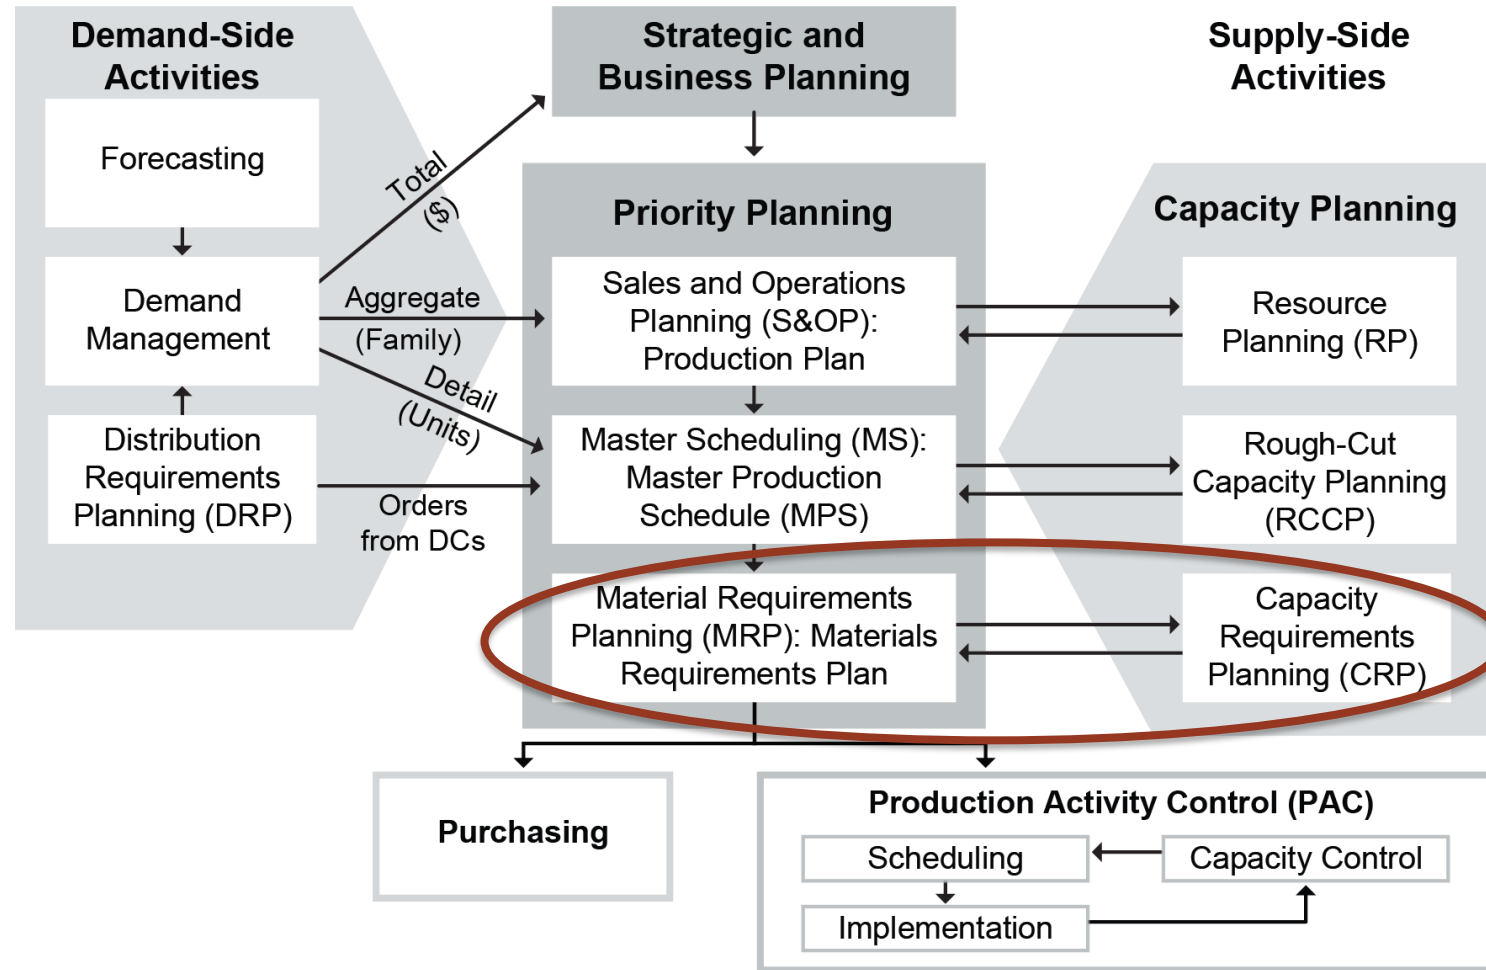 Demand-Side
Activities
Forecasting
Demand
Management
Distribution
Requirements
Planning (DRP)
Total
($)
Aggregate
(Family)
Detail
(Units)
Orders
from DCs
Strategic and
Business Planning
Priority Planning
Sales and Operations
Planning (S&OP):
Production Plan
Master Scheduling (MS):
Master Production
Schedule (MPS)
Material Requirements
Planning (MRP): Materials
Requirements Plan
Supply-Side
Activities
Capacity Planning
Resource
Planning (RP)
Rough-Cut
Capacity Planning
(RCCP)
Capacity
Requirements
Planning (CRP)
Purchasing
Production Activity Control (PAC)
Scheduling
Capacity Control
Implementation